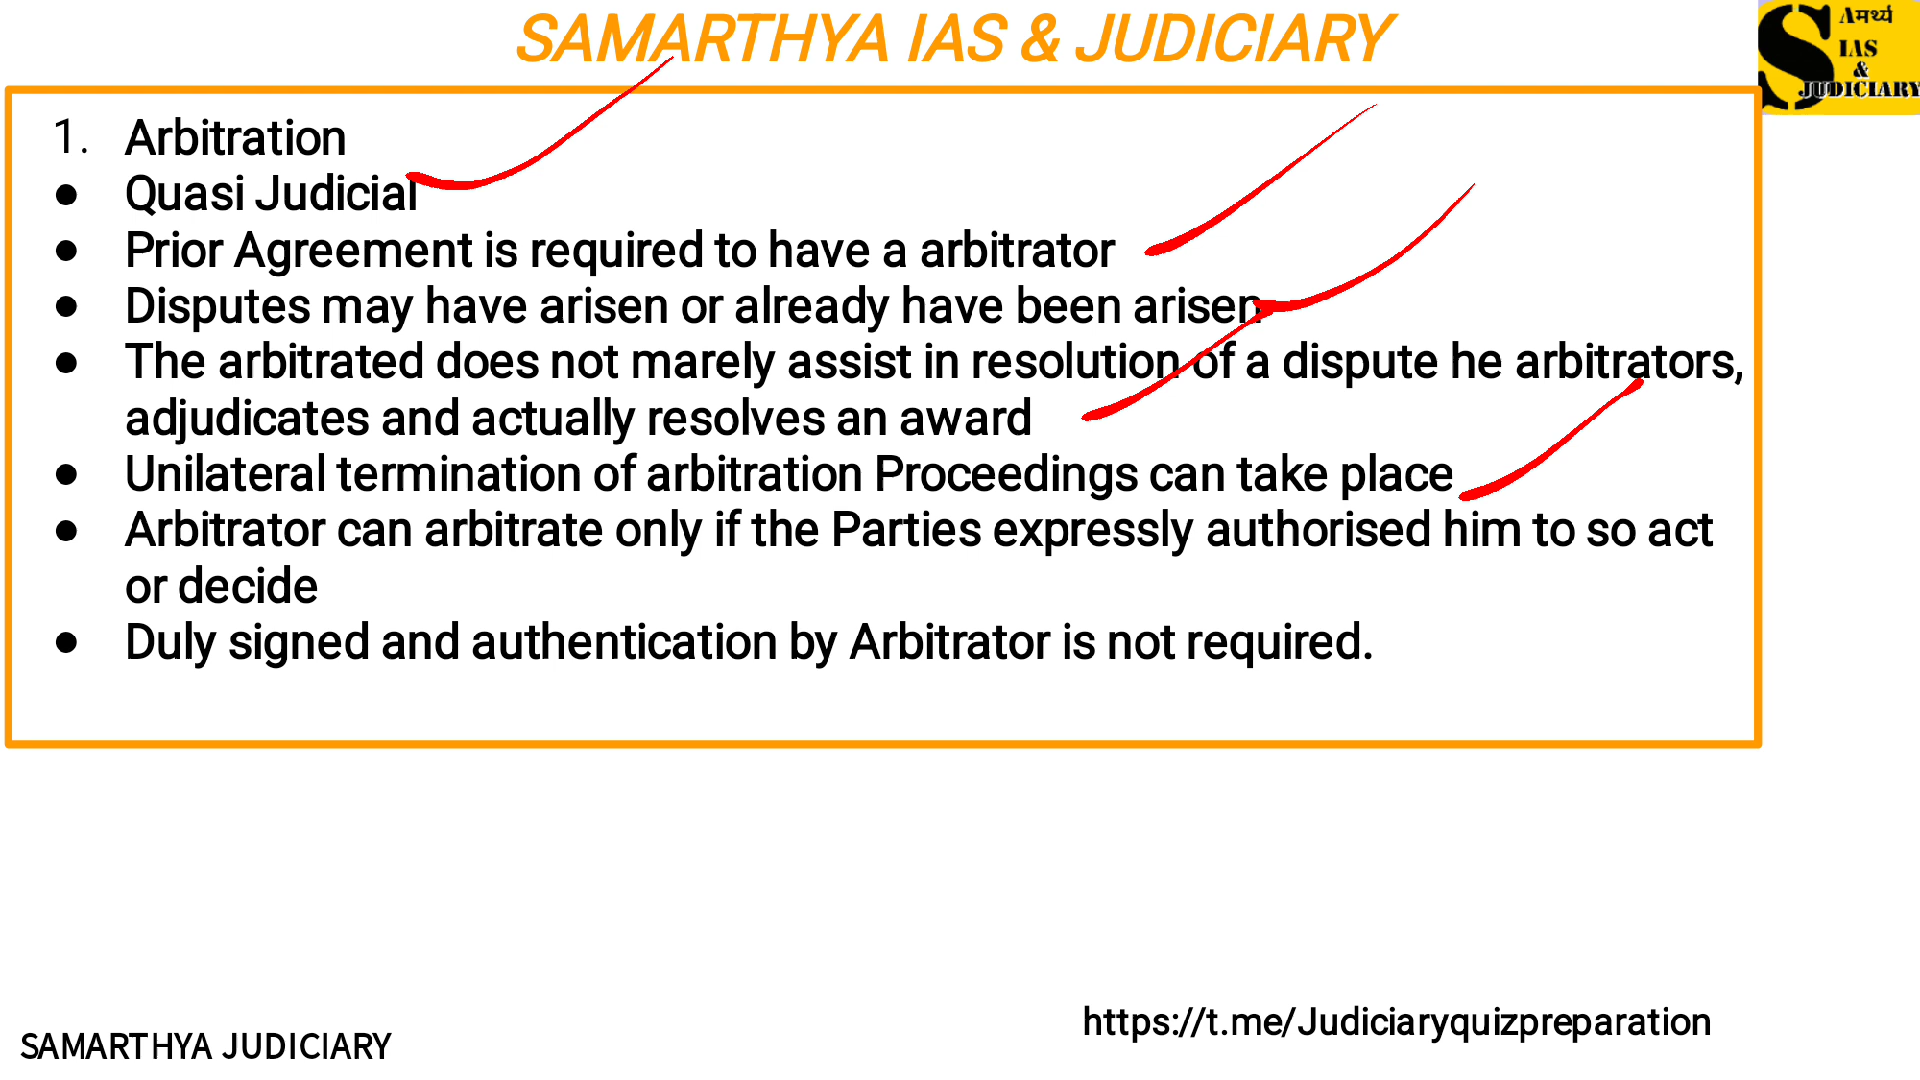 SAMARTHYA IAS & JUDICIARY
S
Λमर्थ्य
IΛS
&
JUDICIARY
1. Arbitration
● Quasi Judicial
● Prior Agreement is required to have a arbitrator
● Disputes may have arisen or already have been arisen
● The arbitrated does not marely assist in resolution of a dispute he arbitrators,
adjudicates and actually resolves an award
● Unilateral termination of arbitration Proceedings can take place
● Arbitrator can arbitrate only if the Parties expressly authorised him to so act
or decide
● Duly signed and authentication by Arbitrator is not required.
https://t.me/Judiciaryquizpreparation
SAMARTHYA JUDICIARY